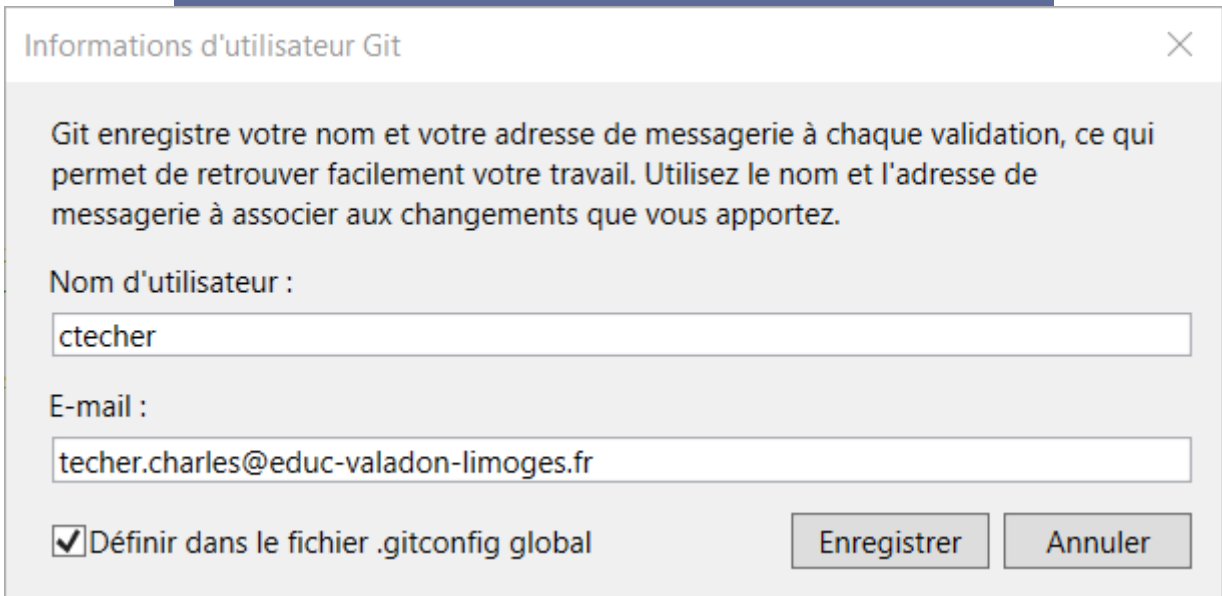 Informations d'utilisateur Git
Git enregistre votre nom et votre adresse de messagerie à chaque validation, ce qui
permet de retrouver facilement votre travail. Utilisez le nom et l'adresse de
messagerie à associer aux changements que vous apportez.
Nom d'utilisateur :
ctecher
E-mail :
techer.charles@educ-valadon-limoges.fr
Définir dans le fichier .gitconfig global
Enregistrer
Annuler